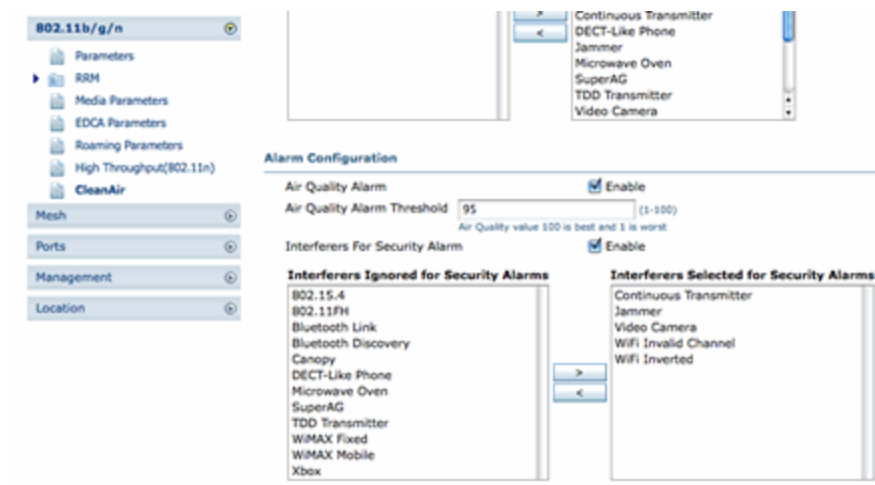 802.11b/g/n
Parameters
RRM
Media Parameters
EDCA Parameters
Roaming Parameters
High Throughput(802.11n)
CleanAir
Mesh
Ports
Management
Location
>
<
Continuous Transmitter
DECT-Like Phone
Jammer
Microwave Oven
SuperAG
TDD Transmitter
Video Camera
Alarm Configuration
Air Quality Alarm Enable
Air Quality Alarm Threshold 95 (1-100)
Air Quality value 100 is best and 1 is worst
Interferers For Security Alarm Enable
Interferers Ignored for Security Alarms
802.15.4
802.11FH
Bluetooth Link
Bluetooth Discovery
Canopy
DECT-Like Phone
Microwave Oven
SuperAG
TDD Transmitter
WiMAX Fixed
WiMAX Mobile
Xbox
>
<
Interferers Selected for Security Alarms
Continuous Transmitter
Jammer
Video Camera
WiFi Invalid Channel
WiFi Inverted